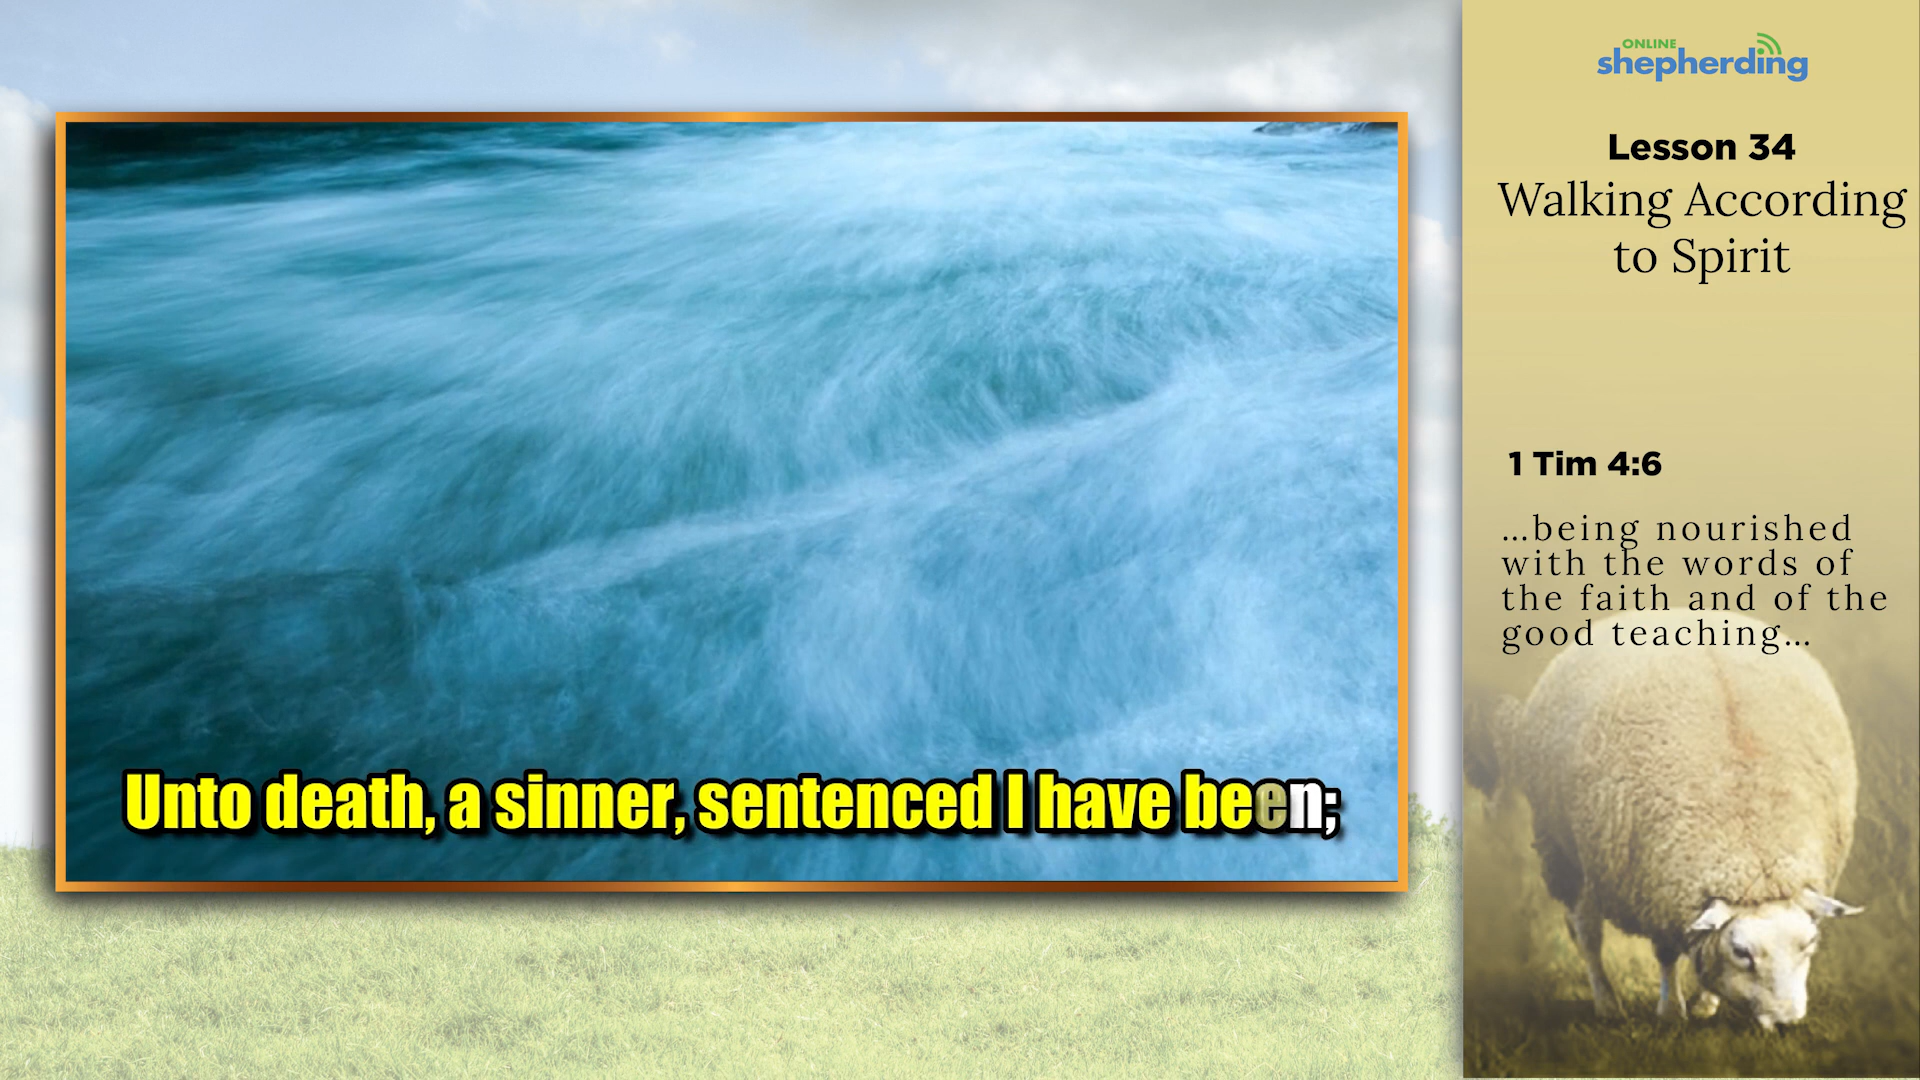 ONLINE
shepherding
Lesson 34
Walking According
to Spirit
1 Tim 4:6
...being nourished
with the words of
the faith and of the
good teaching...
Unto death, a sinner, sentenced I have been;